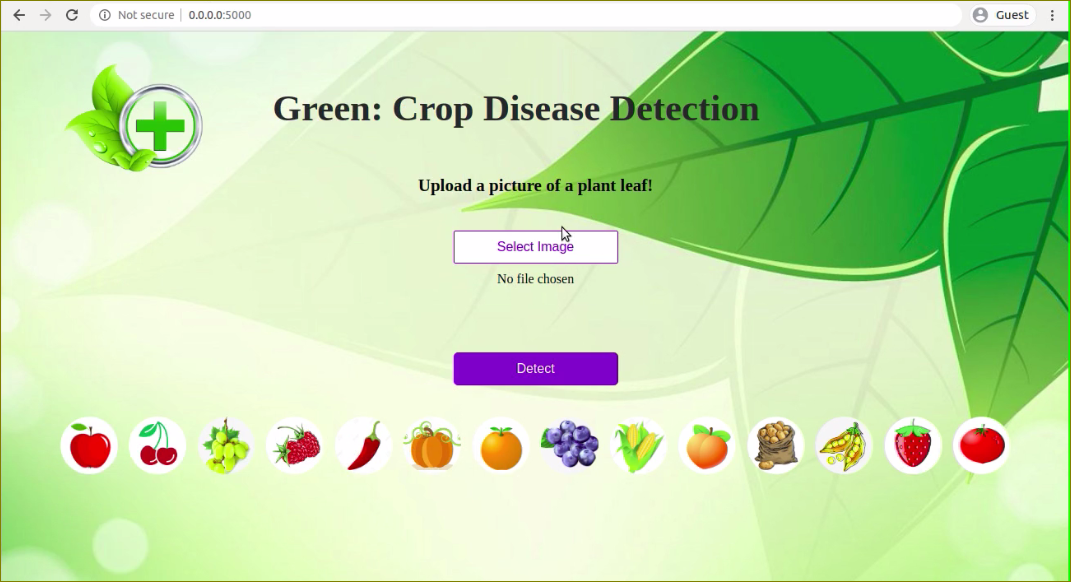 Not secure | 0.0.0.0:5000
Guest
Green: Crop Disease Detection
Upload a picture of a plant leaf!
Select Image
No file chosen
Detect